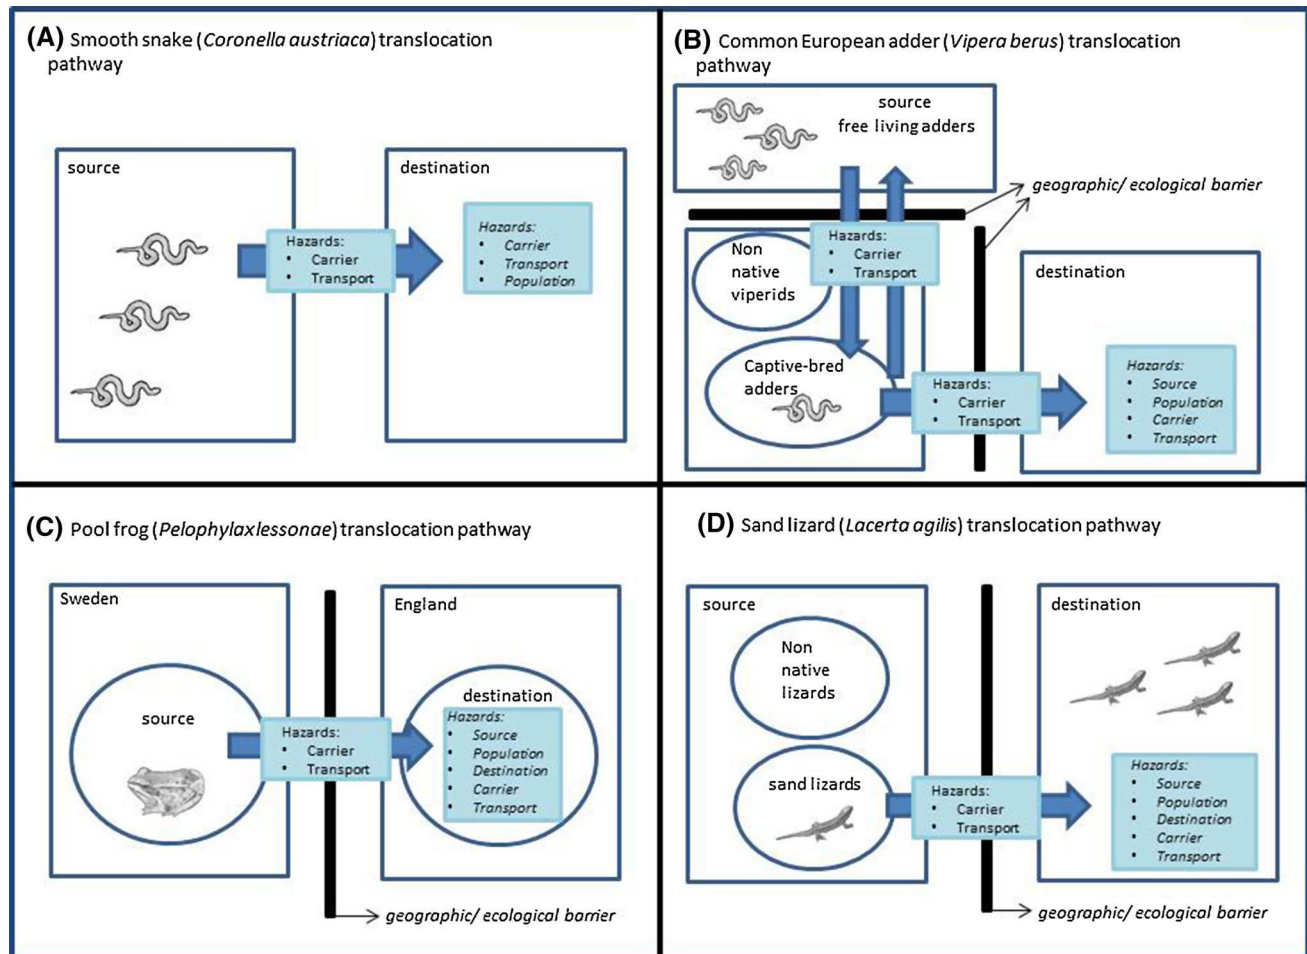 (A) Smooth snake (Coronella austriaca) translocation
pathway
source
destination
Hazards:
• Carrier
• Transport
Hazards:
• Carrier
• Transport
• Population
(B) Common European adder (Vipera berus) translocation
pathway
source
free living adders
geographic/ ecological barrier
Non
native
viperids
Hazards:
• Carrier
• Transport
destination
Captive-bred
adders
Hazards:
• Carrier
• Transport
Hazards:
• Source
• Population
• Carrier
• Transport
(C) Pool frog (Pelophylaxlessonae) translocation pathway
Sweden
England
source
destination
Hazards:
• Carrier
• Transport
Hazards:
• Source
• Population
• Destination
• Carrier
• Transport
geographic/ ecological barrier
(D) Sand lizard (Lacerta agilis) translocation pathway
source
destination
Non
native
lizards
sand lizards
Hazards:
• Carrier
• Transport
Hazards:
• Source
• Population
• Destination
• Carrier
• Transport
geographic/ ecological barrier